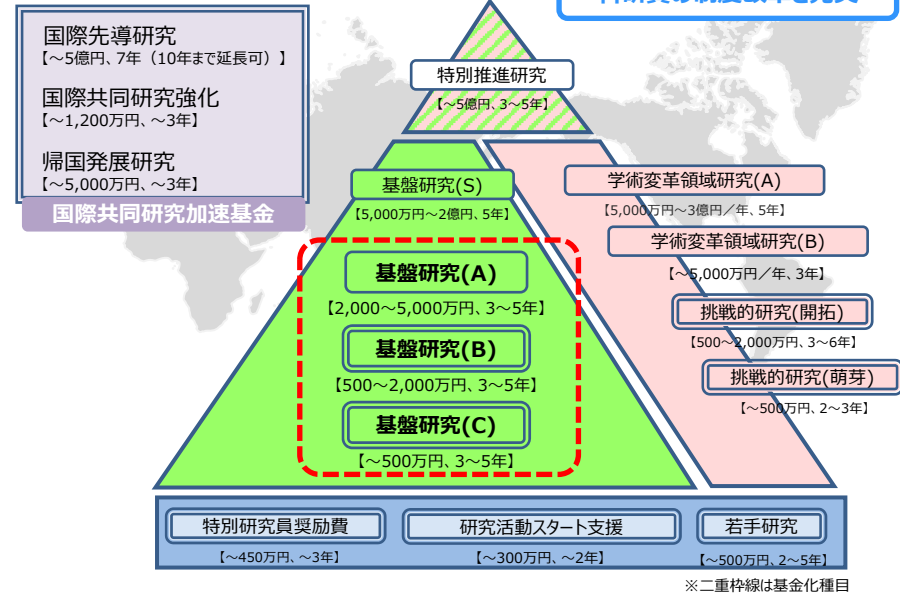 国際先導研究
【～5億円、7年（10年まで延長可）】
国際共同研究強化
【～1,200万円、～3年】
帰国発展研究
【～5,000万円、～3年】
国際共同研究加速基金
特別推進研究
【～5億円、3～5年】
基盤研究(S)
【5,000万円～2億円、5年】
基盤研究(A)
【2,000～5,000万円、3～5年】
基盤研究(B)
【500～2,000万円、3～5年】
基盤研究(C)
【～500万円、3～5年】
学術変革領域研究(A)
【5,000万円～3億円／年、5年】
学術変革領域研究(B)
【～5,000万円／年、3年】
挑戦的研究(開拓)
【500～2,000万円、3～6年】
挑戦的研究(萌芽)
【～500万円、2～3年】
特別研究員奨励費
【～450万円、～3年】
研究活動スタート支援
【～300万円、～2年】
若手研究
【～500万円、2～5年】
※二重枠線は基金化種目